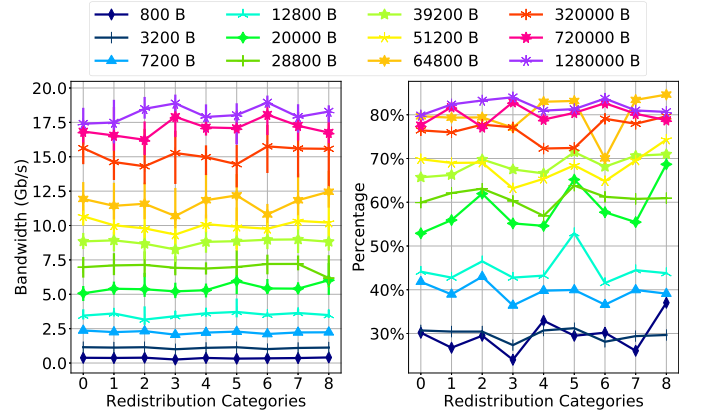 800 B 12800 B 39200 B 320000 B
3200 B 20000 B 51200 B 720000 B
7200 B 28800 B 64800 B 1280000 B
20.0
17.5
15.0
12.5
10.0
7.5
5.0
2.5
0.0
Bandwidth (Gb/s)
0 1 2 3 4 5 6 7 8
Redistribution Categories
80%
70%
60%
50%
40%
30%
Percentage
0 1 2 3 4 5 6 7 8
Redistribution Categories